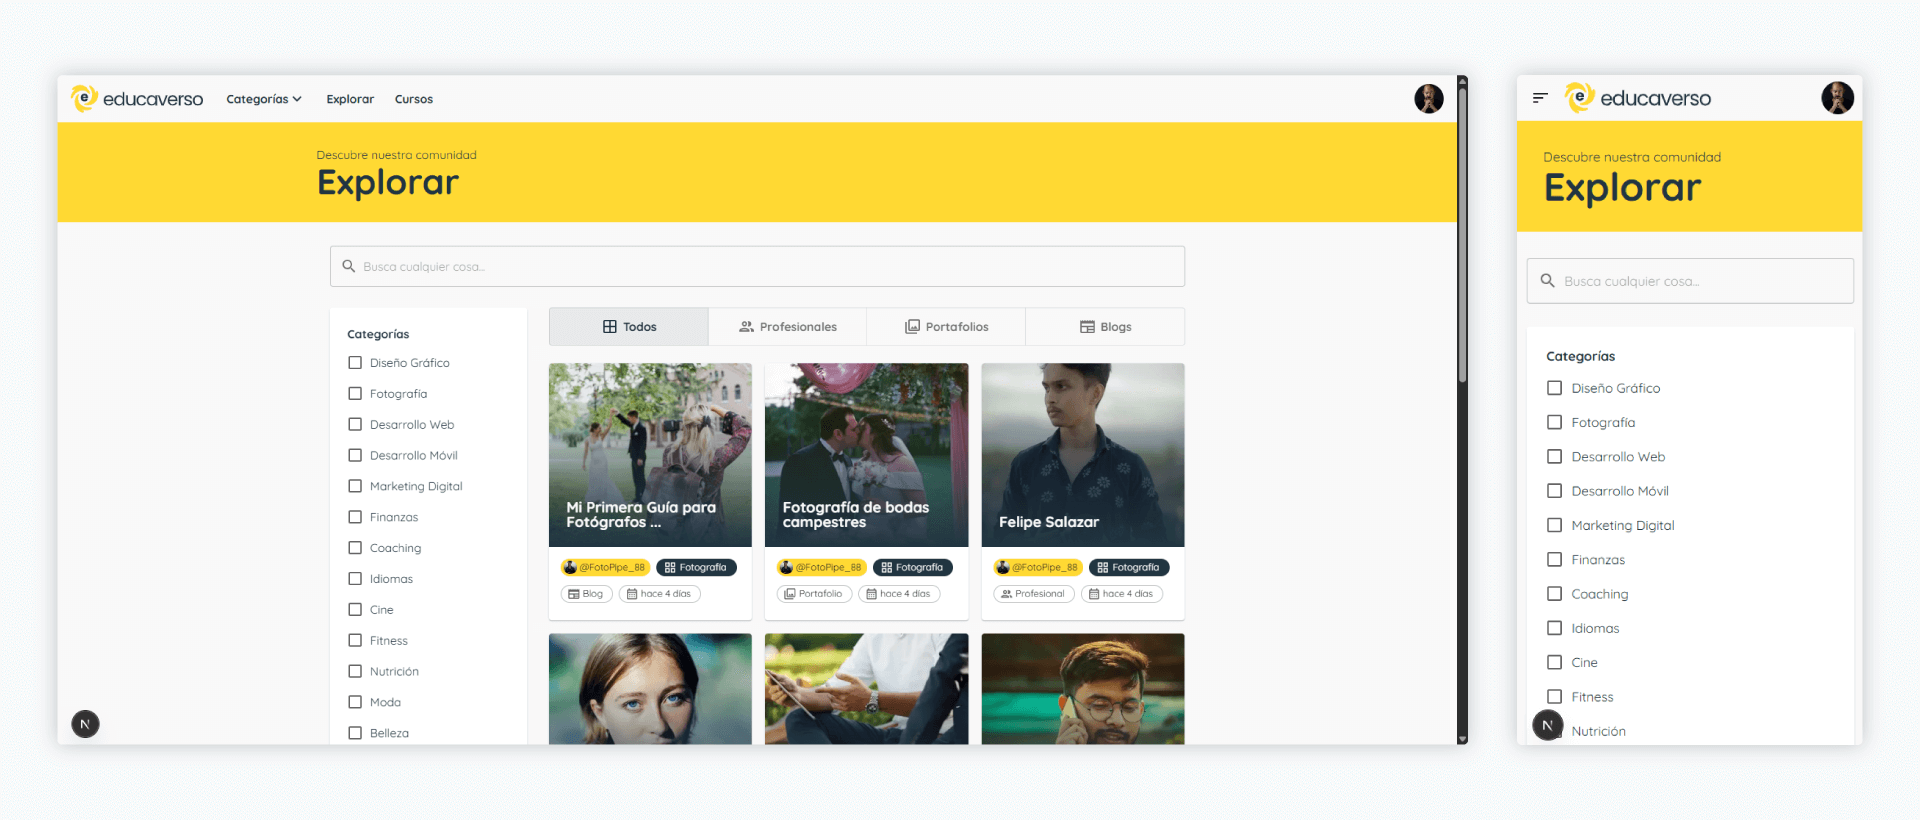 educaverso
Categorías
Explorar
Cursos
Descubre nuestra comunidad
Explorar
Busca cualquier cosa...
Categorías
Diseño Gráfico
Fotografía
Desarrollo Web
Desarrollo Móvil
Marketing Digital
Finanzas
Coaching
Idiomas
Cine
Fitness
Nutrición
Moda
Belleza
Todos
Profesionales
Portafolios
Blogs
Mi Primera Guía para
Fotógrafos ...
@FotoPipe_88
Fotografía
Blog
hace 4 días
Fotografía de bodas
campestres
@FotoPipe_88
Fotografía
Portafolio
hace 4 días
Felipe Salazar
@FotoPipe_88
Fotografía
Profesional
hace 4 días
N
educaverso
Descubre nuestra comunidad
Explorar
Busca cualquier cosa...
Categorías
Diseño Gráfico
Fotografía
Desarrollo Web
Desarrollo Móvil
Marketing Digital
Finanzas
Coaching
Idiomas
Cine
Fitness
Nutrición
N